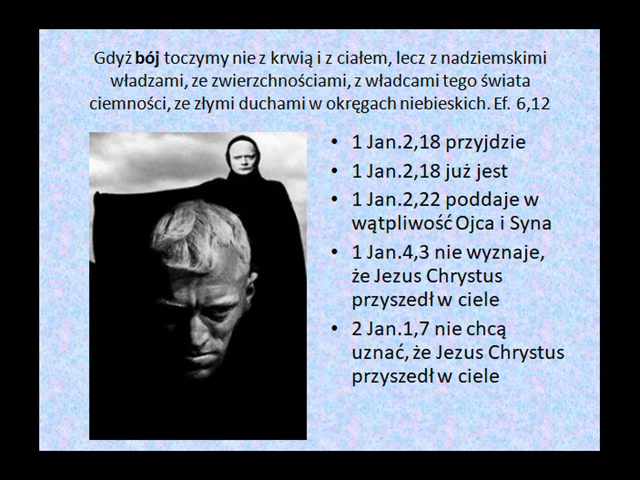 Gdyż bój toczymy nie z krwią i z ciałem, lecz z nadziemskimi
władzami, ze zwierzchnościami, z władcami tego świata
ciemności, ze złymi duchami w okręgach niebieskich. Ef. 6,12
• 1 Jan.2,18 przyjdzie
• 1 Jan.2,18 już jest
• 1 Jan.2,22 poddaje w
wątpliwość Ojca i Syna
• 1 Jan.4,3 nie wyznaje,
że Jezus Chrystus
przyszedł w ciele
• 2 Jan.1,7 nie chcą
uznać, że Jezus Chrystus
przyszedł w ciele